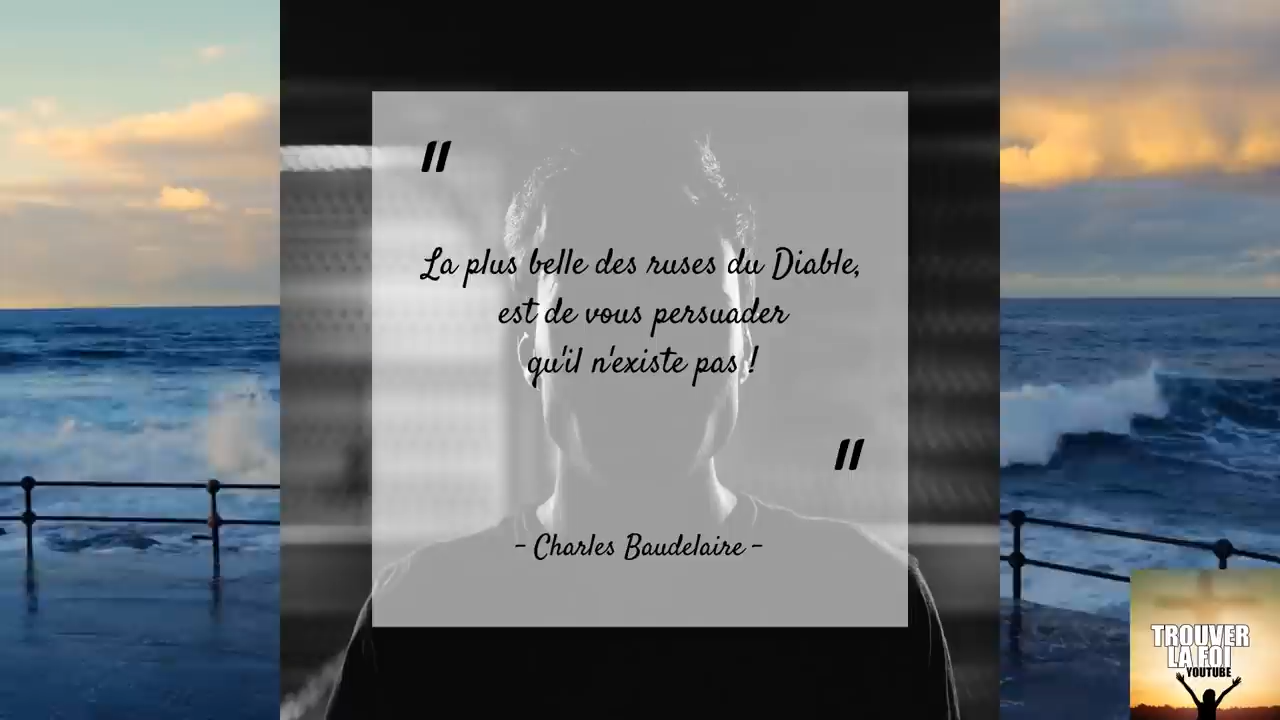 "
La plus belle des ruses du Diable,
est de vous persuader
qu'il n'existe pas !
"
- Charles Baudelaire -
TROUVER
LA FOI
YOUTUBE